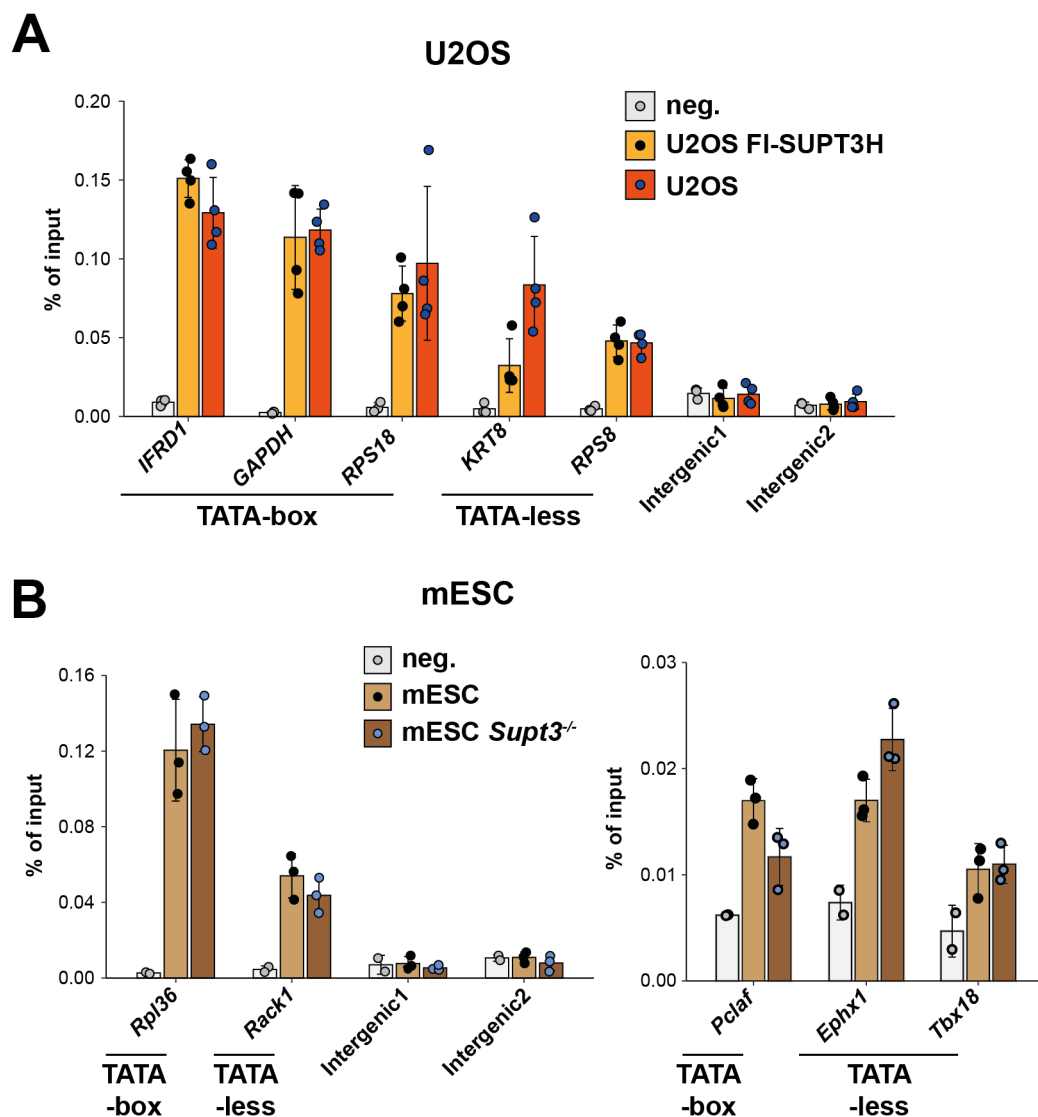 A
U2OS
neg.
U2OS FI-SUPT3H
U2OS
% of input
0.20
0.15
0.10
0.05
0.00
IFRD1
GAPDH
RPS18
KRT8
RPS8
Intergenic1
Intergenic2
TATA-box
TATA-less
B
mESC
neg.
mESC
mESC Supt3-/-
% of input
0.16
0.12
0.08
0.04
0.00
Rpl36
Rack1
Intergenic1
Intergenic2
TATA
-box
TATA
-less
% of input
0.03
0.02
0.01
0.00
Pclaf
Ephx1
Tbx18
TATA
-box
TATA
-less